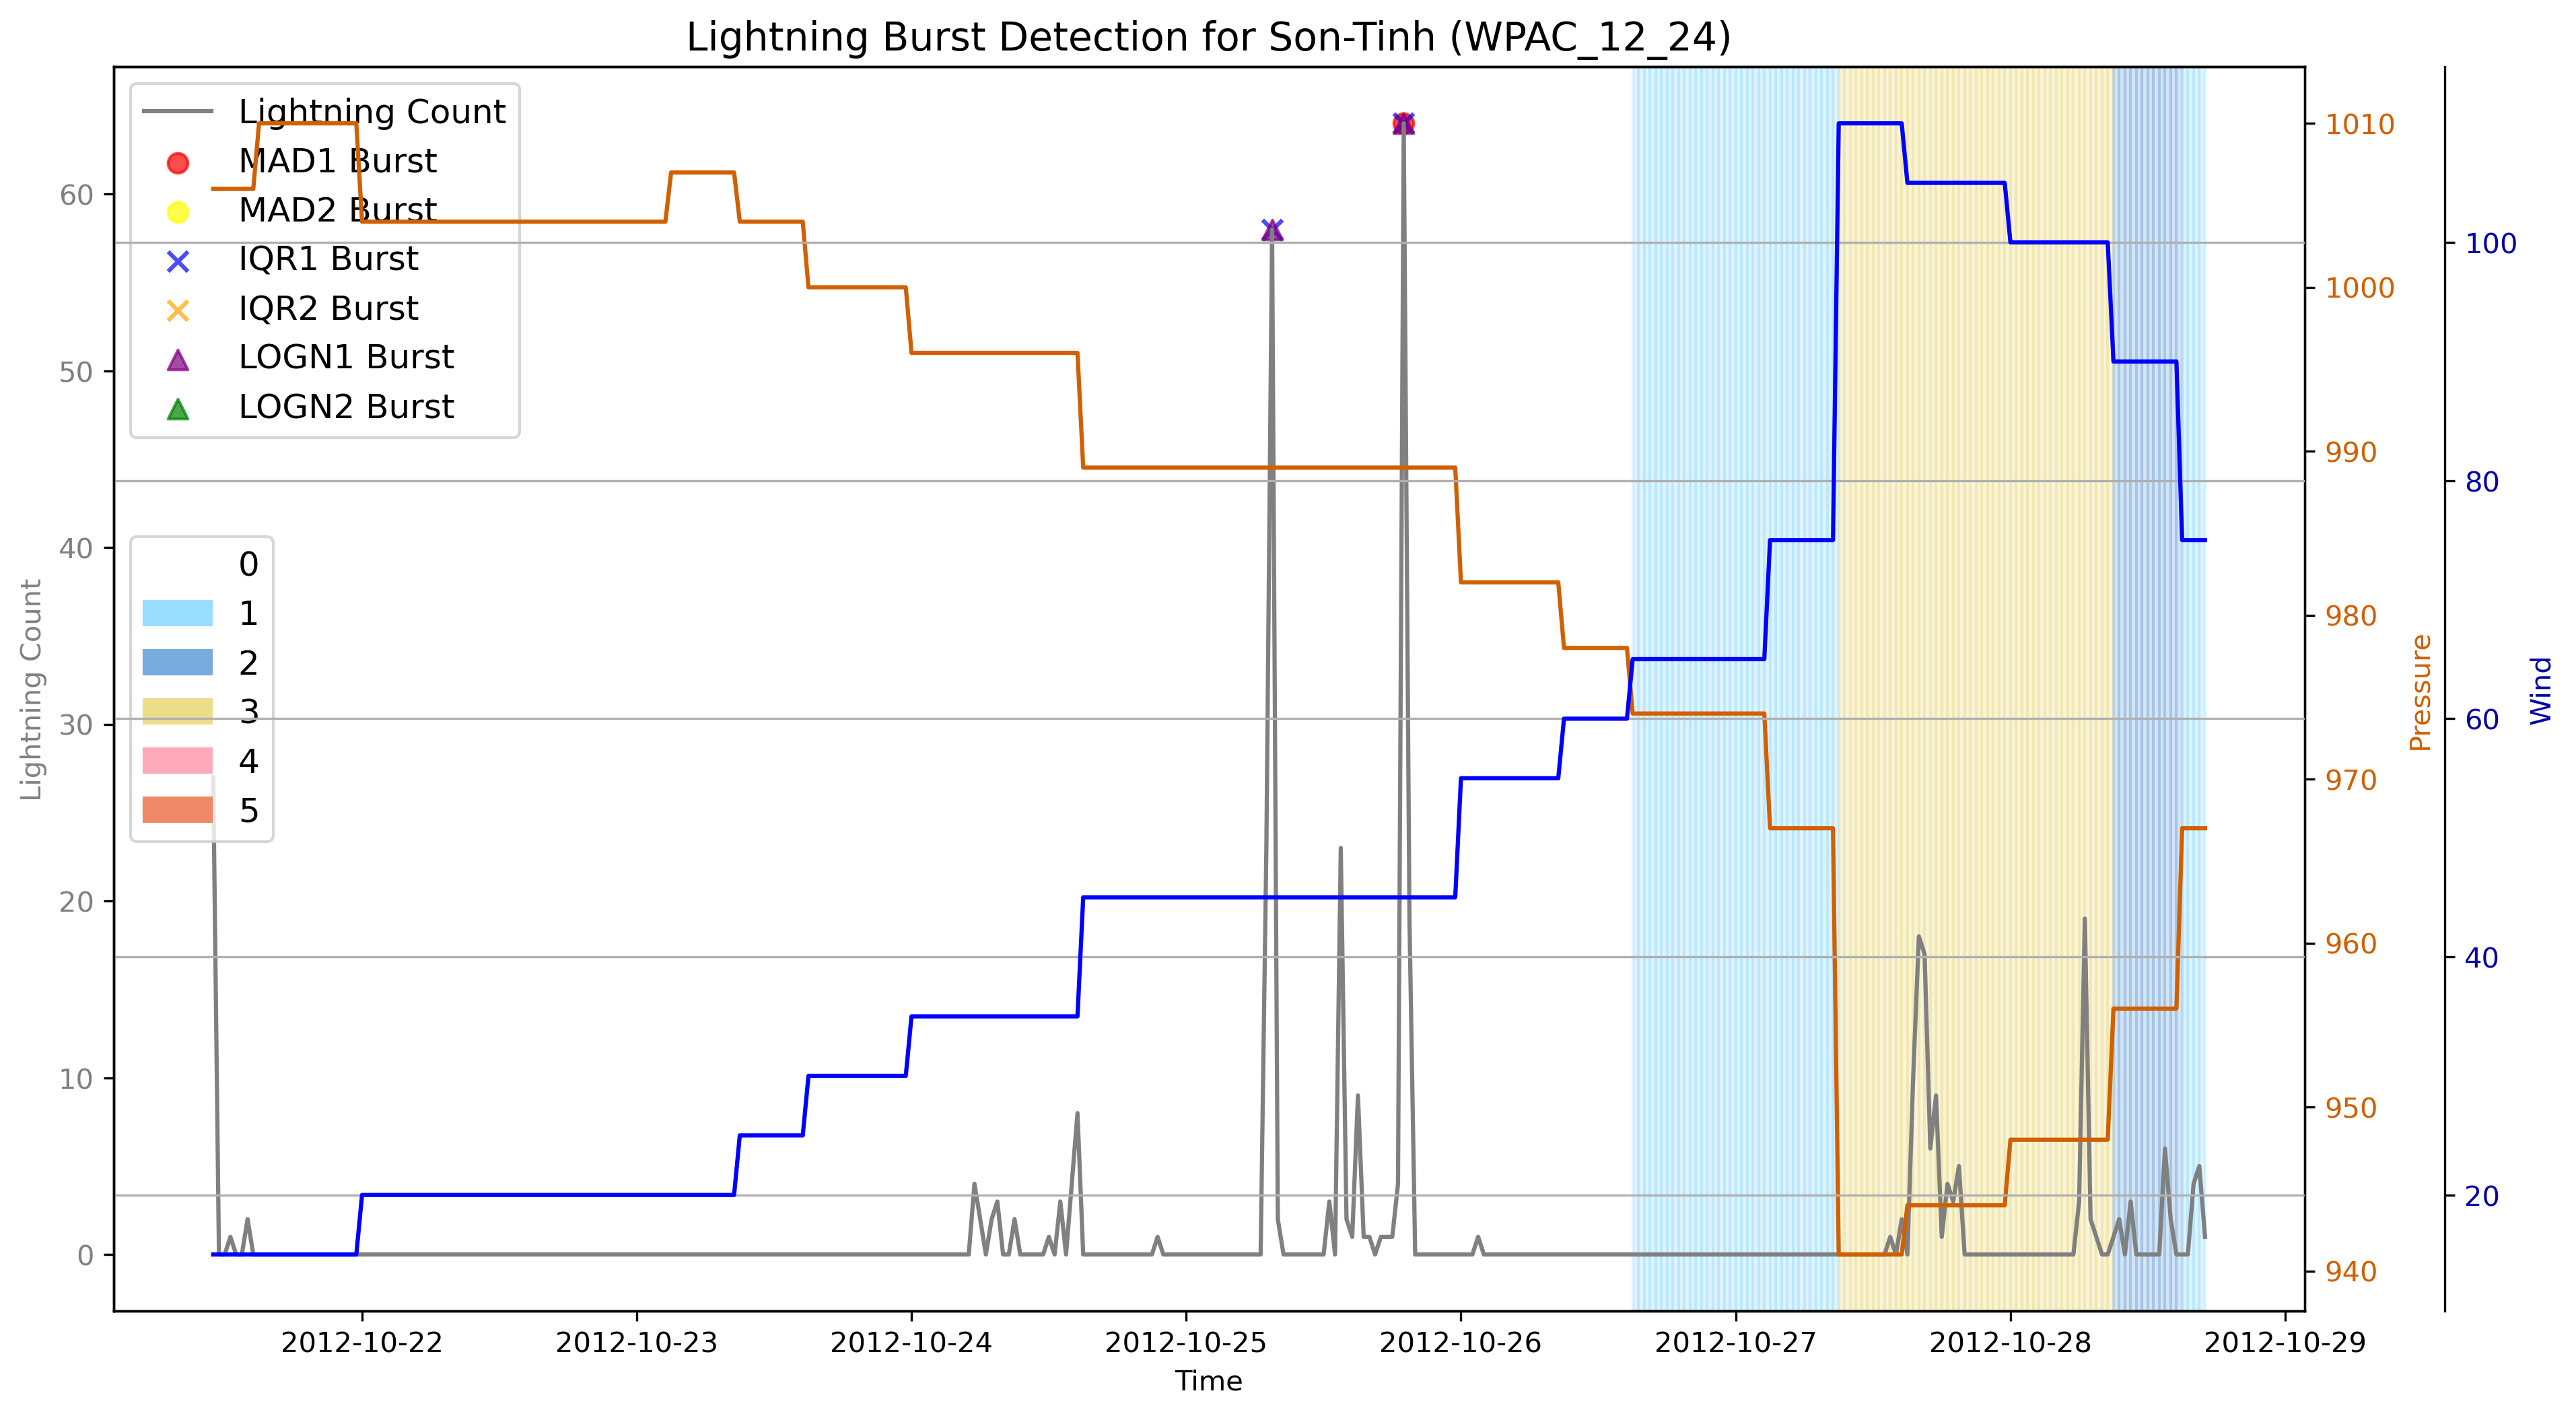 Lightning Burst Detection for Son-Tinh (WPAC_12_24)
Lightning Count
MAD1 Burst
MAD2 Burst
IQR1 Burst
IQR2 Burst
LOGN1 Burst
LOGN2 Burst
0
1
2
3
4
5
Lightning Count
60
50
40
30
20
10
0
2012-10-22
2012-10-23
2012-10-24
2012-10-25
2012-10-26
2012-10-27
2012-10-28
2012-10-29
Time
1010
1000
990
980
970
960
950
940
Pressure
100
80
60
40
20
Wind